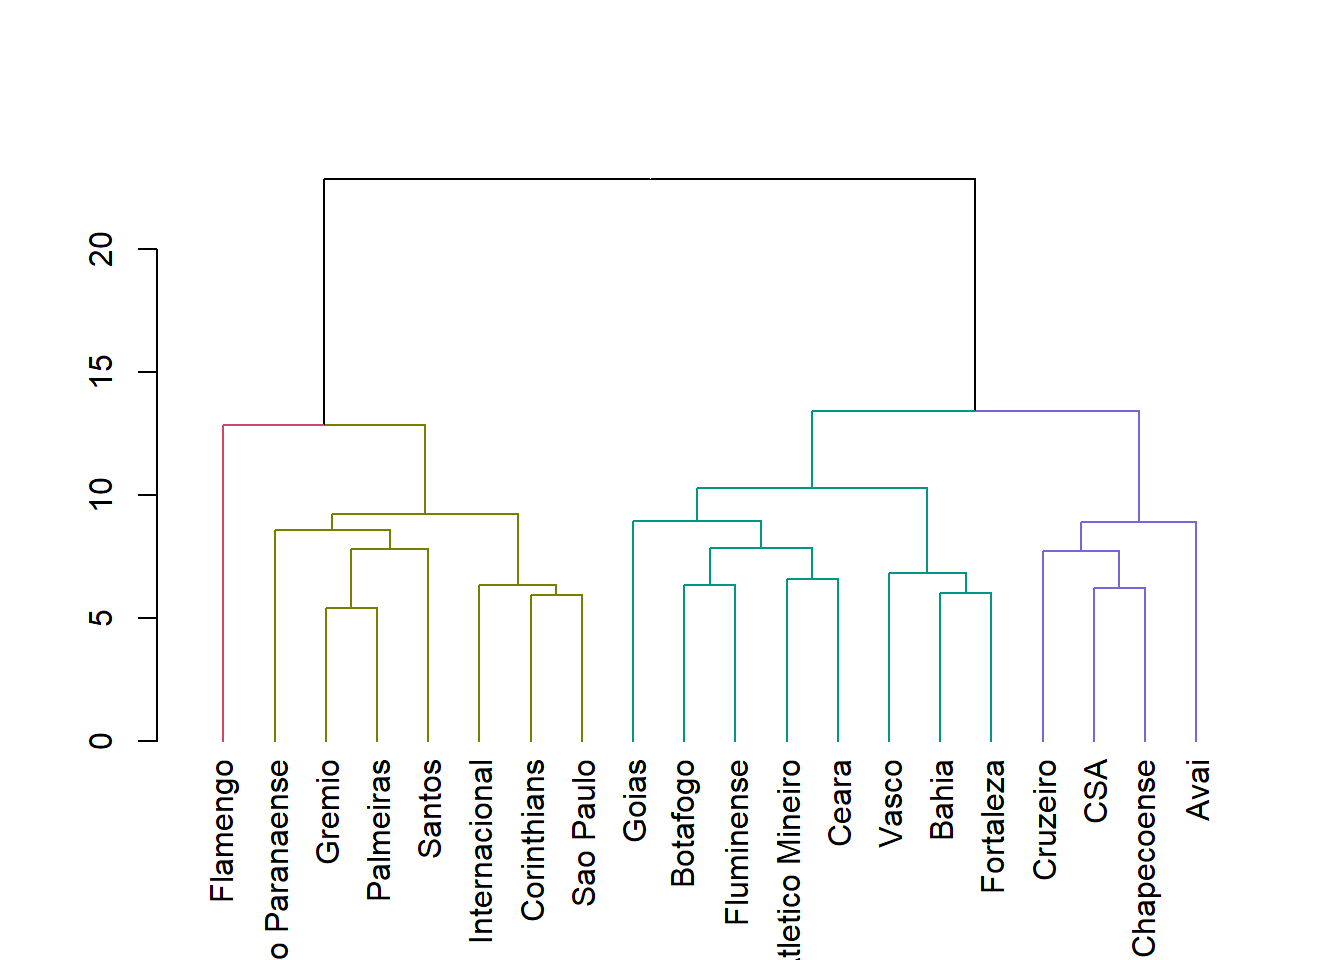 20
15
10
5
0
Flamengo
o Paranaense
Gremio
Palmeiras
Santos
Internacional
Corinthians
Sao Paulo
Goias
Botafogo
Fluminense
tletico Mineiro
Ceara
Vasco
Bahia
Fortaleza
Cruzeiro
CSA
Chapecoense
Avai